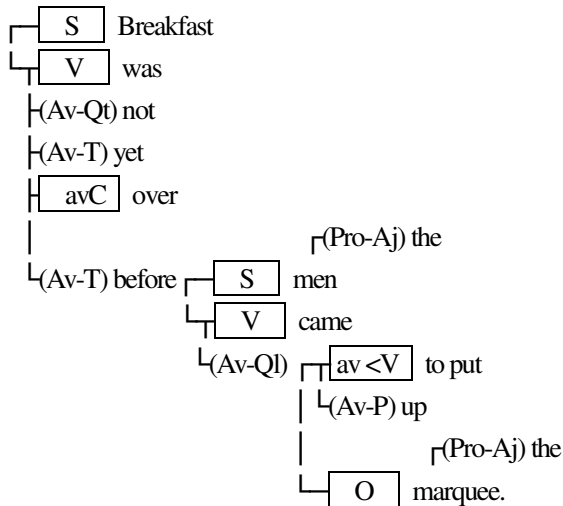 S Breakfast
V was
(Av-Qt) not
(Av-T) yet
avC over
(Pro-Aj) the
(Av-T) before S men
V came
(Av-Ql) av <V to put
(Av-P) up
(Pro-Aj) the
O marquee.